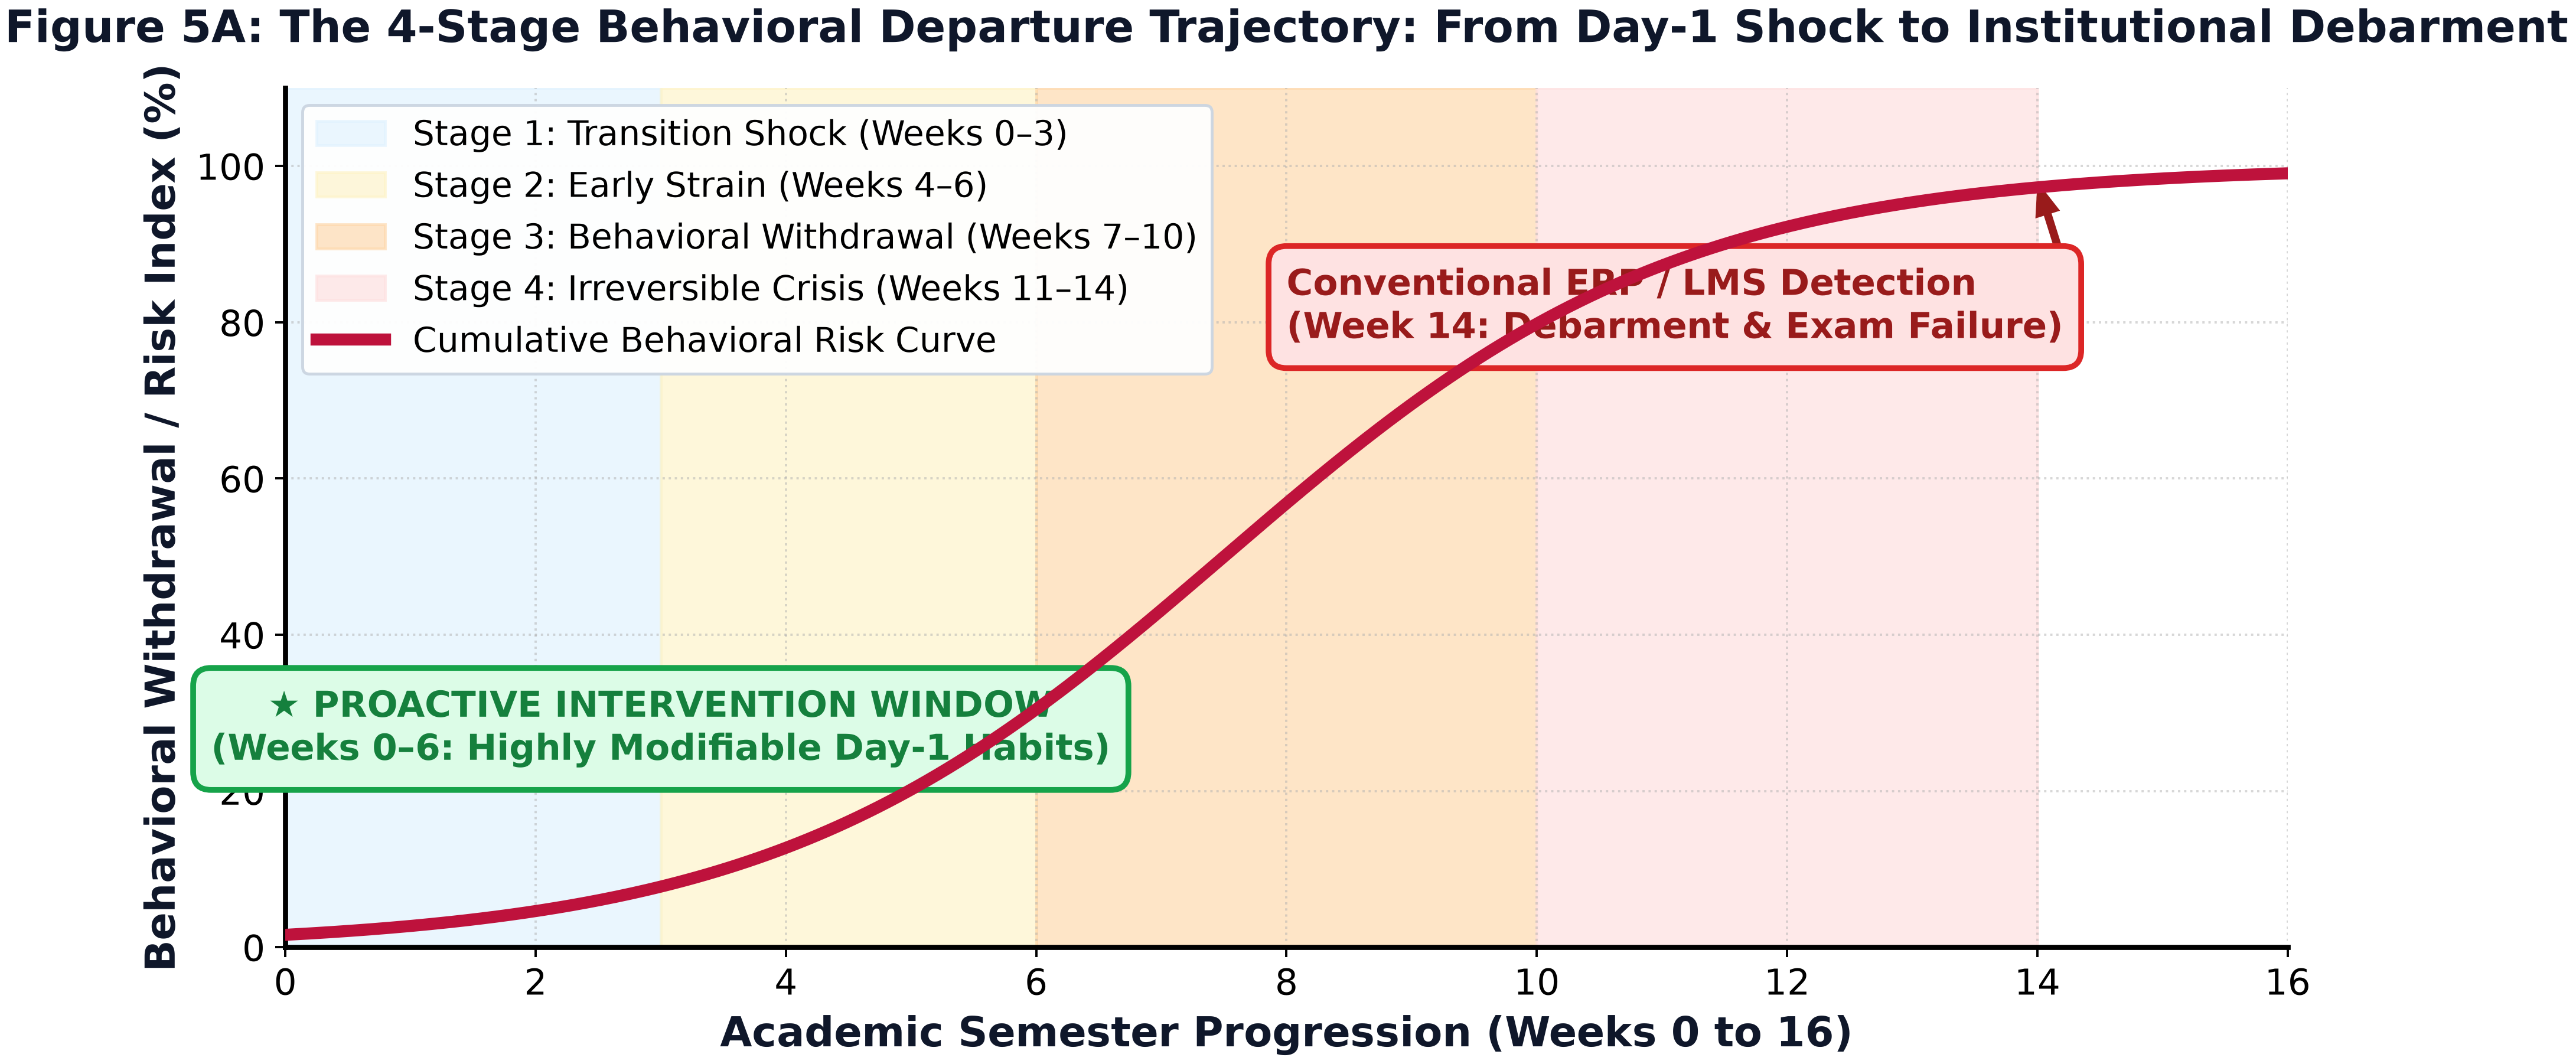 Figure 5A: The 4-Stage Behavioral Departure Trajectory: From Day-1 Shock to Institutional Debarment
Behavioral Withdrawal / Risk Index (%)
100
80
60
40
20
0
Stage 1: Transition Shock (Weeks 0–3)
Stage 2: Early Strain (Weeks 4–6)
Stage 3: Behavioral Withdrawal (Weeks 7–10)
Stage 4: Irreversible Crisis (Weeks 11–14)
Cumulative Behavioral Risk Curve
Conventional ERP / LMS Detection
(Week 14: Debarment & Exam Failure)
★ PROACTIVE INTERVENTION WINDOW
(Weeks 0–6: Highly Modifiable Day-1 Habits)
0 2 4 6 8 10 12 14 16
Academic Semester Progression (Weeks 0 to 16)